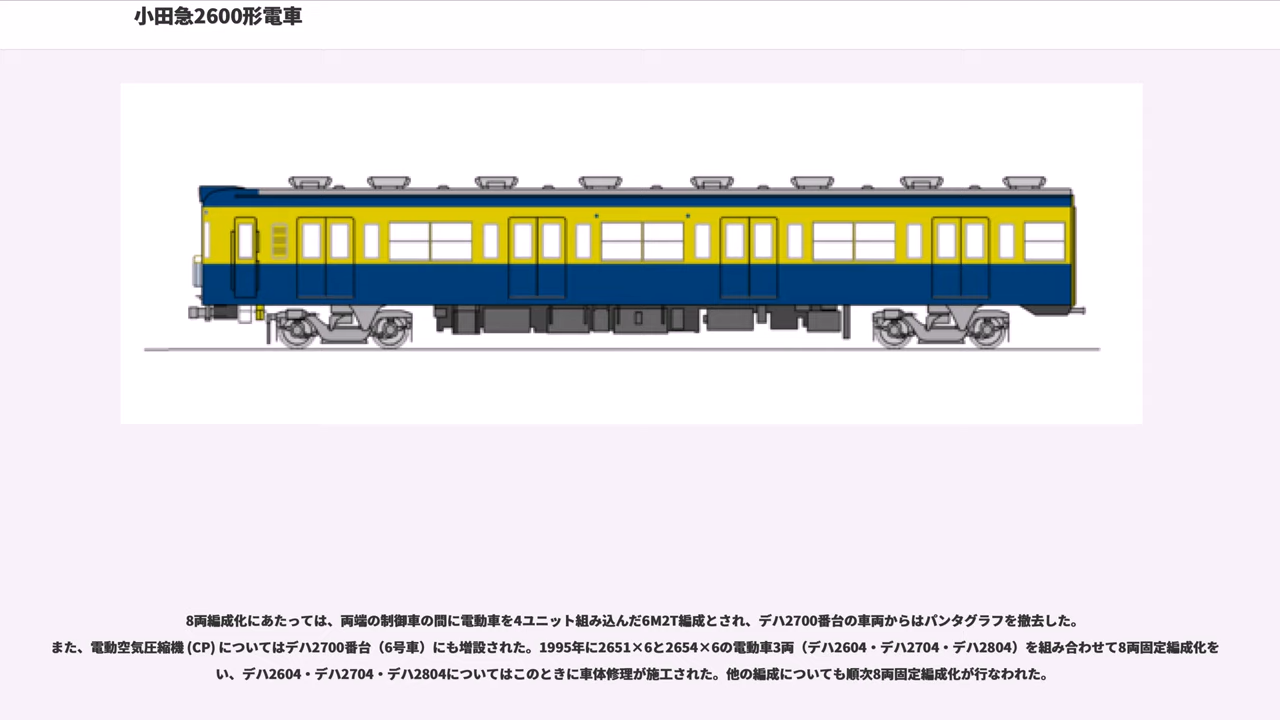 小田急2600形電車
8両編成化にあたっては、両端の制御車の間に電動車を4ユニット組み込んだ6M2T編成とされ、デハ2700番台の車両からはパンタグラフを撤去した。
また、電動空気圧縮機 (CP) についてはデハ2700番台（6号車）にも増設された。1995年に2651×6と2654×6の電動車3両（デハ2604・デハ2704・デハ2804）を組み合わせて8両固定編成化を
い、デハ2604・デハ2704・デハ2804についてはこのときに車体修理が施工された。他の編成についても順次8両固定編成化が行なわれた。